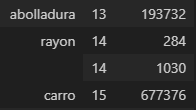 abolladura 13 193732
rayon 14 284
14 1030
carro 15 677376